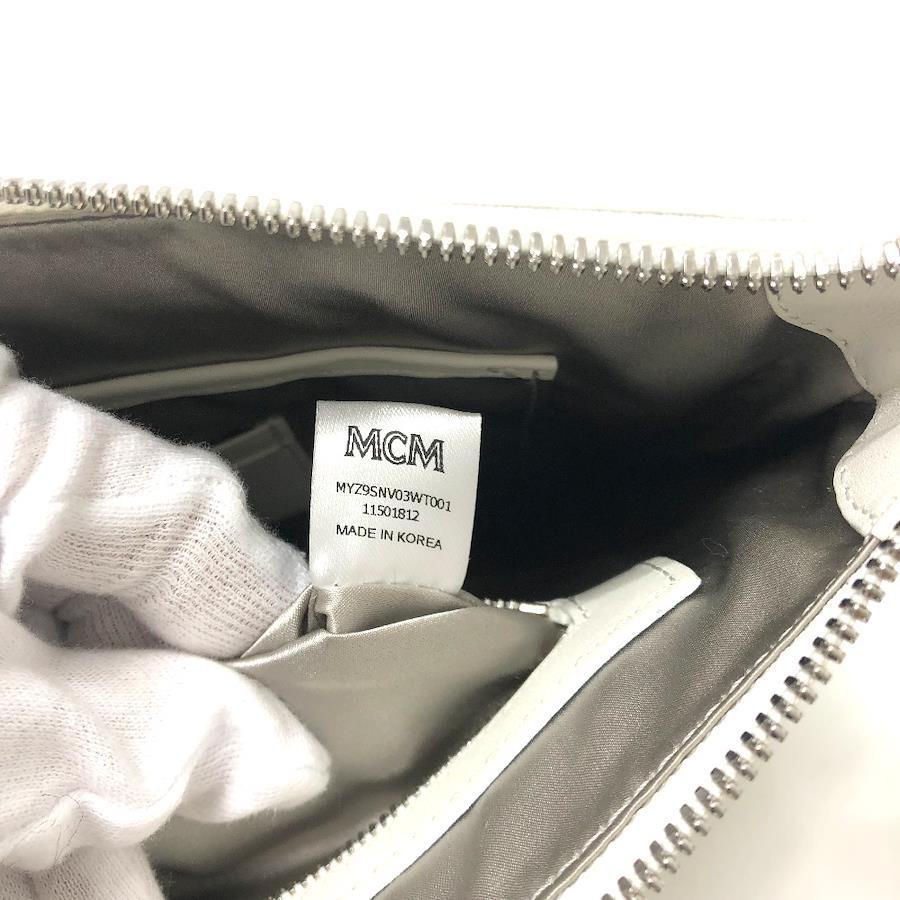 MCM
MYZ9SNV03WT001
11501812
MADE IN KOREA